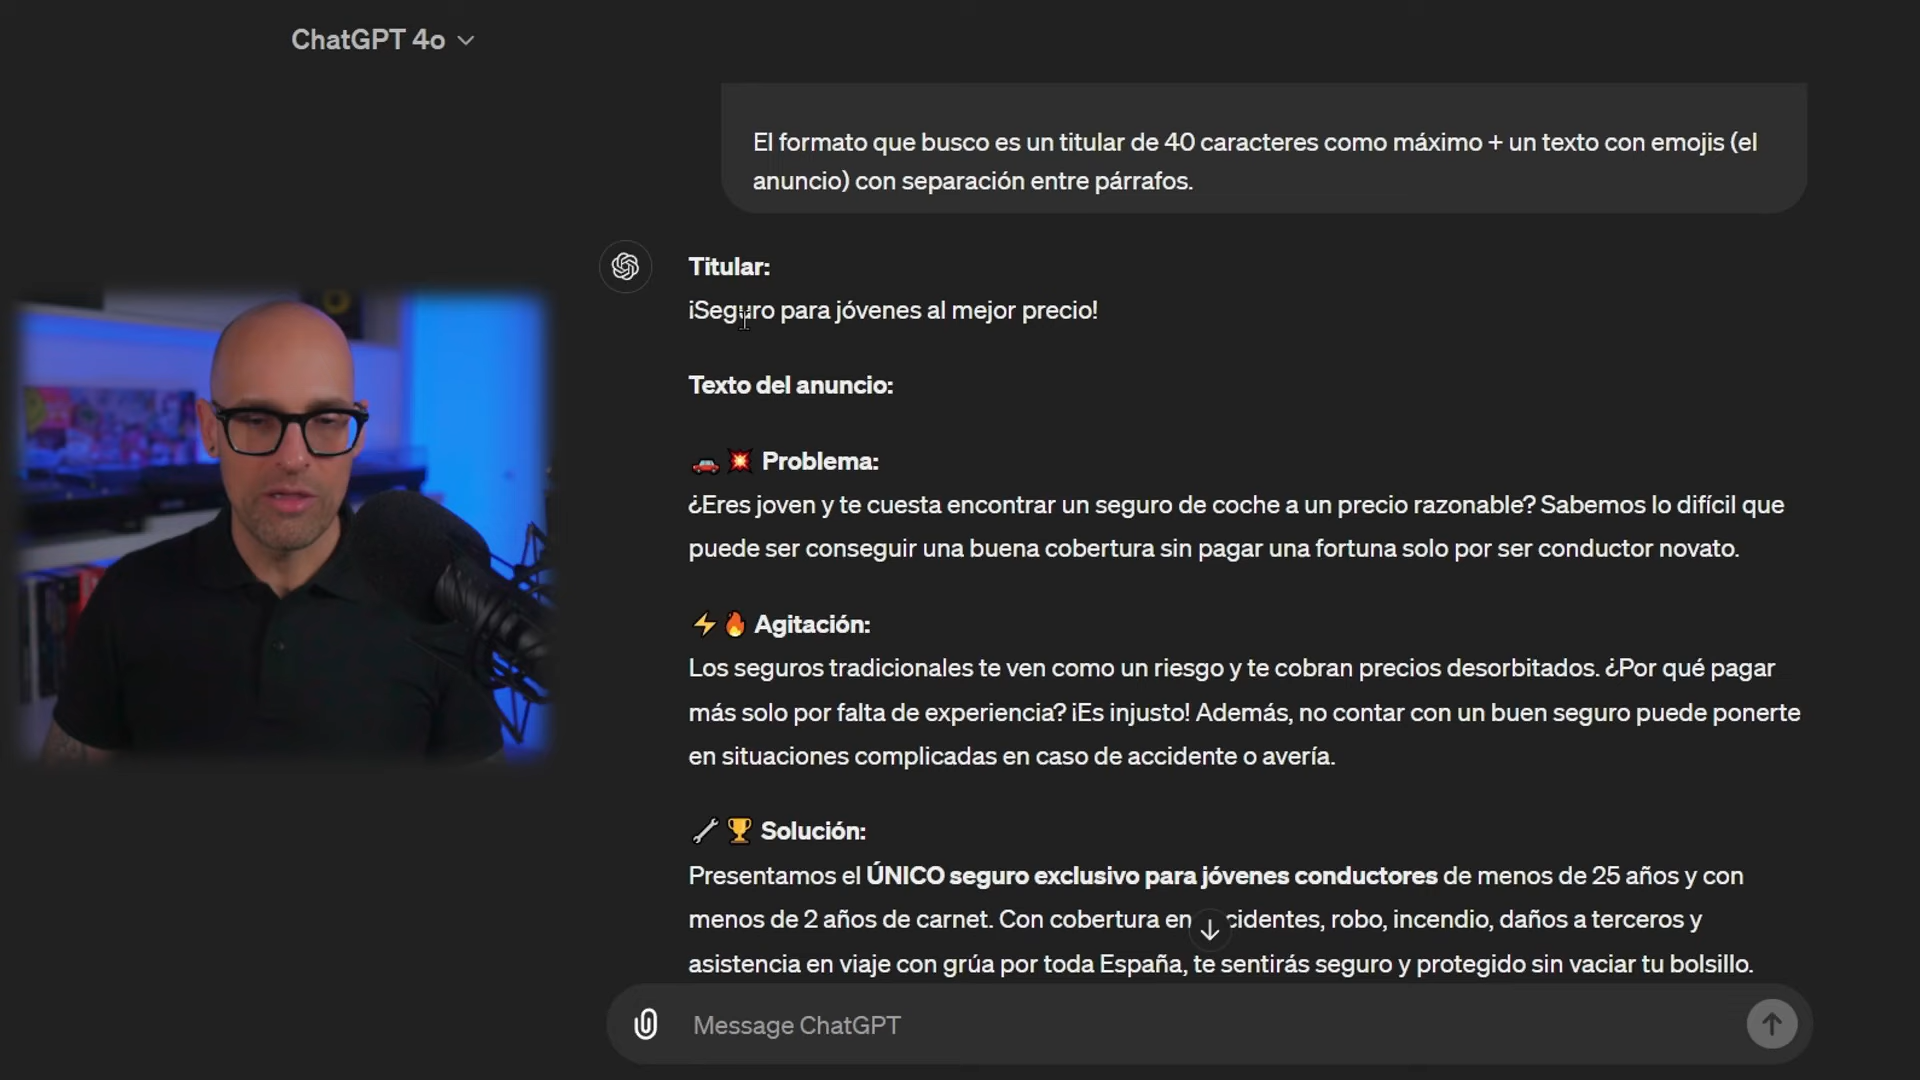 ChatGPT 4o
El formato que busco es un titular de 40 caracteres como máximo + un texto con emojis (el
anuncio) con separación entre párrafos.
Titular:
¡Seguro para jóvenes al mejor precio!
Texto del anuncio:
🚗💥 Problema:
¿Eres joven y te cuesta encontrar un seguro de coche a un precio razonable? Sabemos lo difícil que
puede ser conseguir una buena cobertura sin pagar una fortuna solo por ser conductor novato.
⚡🔥 Agitación:
Los seguros tradicionales te ven como un riesgo y te cobran precios desorbitados. ¿Por qué pagar
más solo por falta de experiencia? ¡Es injusto! Además, no contar con un buen seguro puede ponerte
en situaciones complicadas en caso de accidente o avería.
🔧🏆 Solución:
Presentamos el ÚNICO seguro exclusivo para jóvenes conductores de menos de 25 años y con
menos de 2 años de carnet. Con cobertura en cidentes, robo, incendio, daños a terceros y
asistencia en viaje con grúa por toda España, te sentirás seguro y protegido sin vaciar tu bolsillo.
Message ChatGPT